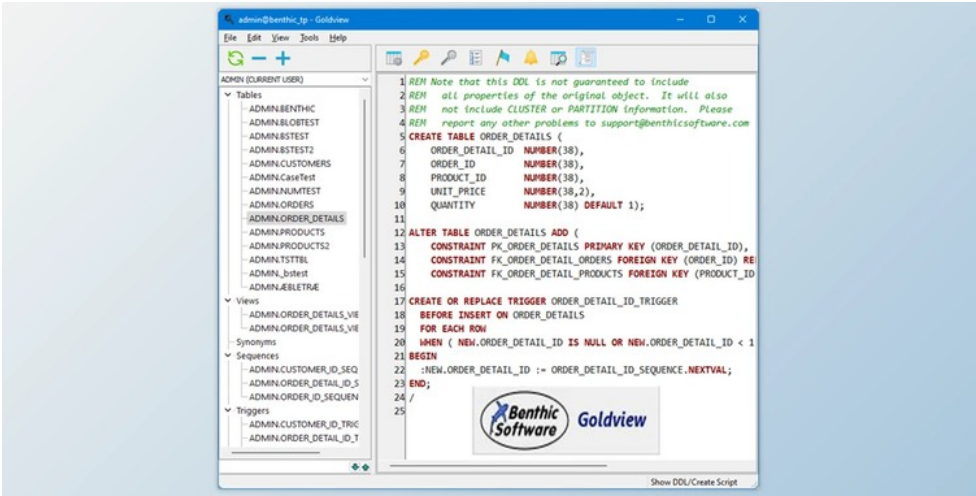 admin@benthic_tp - Goldview
File Edit View Tools Help
ADMIN (CURRENT USER)
Tables
ADMIN.BENTHIC
ADMIN.BLOBTEST
ADMIN.BSTEST
ADMIN.BSTEST2
ADMIN.CUSTOMERS
ADMIN.CaseTest
ADMIN.NUMTEST
ADMIN.ORDERS
ADMIN.ORDER_DETAILS
ADMIN.PRODUCTS
ADMIN.PRODUCTS2
ADMIN.TSTTBL
ADMIN._bstest
ADMIN.ÆBLETRÆ
Views
ADMIN.ORDER_DETAILS_VIE
ADMIN.ORDER_DETAILS_VIE
Synonyms
Sequences
ADMIN.CUSTOMER_ID_SEQ
ADMIN.ORDER_DETAIL_ID_S
ADMIN.ORDER_ID_SEQUEN
Triggers
ADMIN.CUSTOMER_ID_TRIG
ADMIN.ORDER_DETAIL_ID_T
1 REM Note that this DDL is not guaranteed to include
2 REM all properties of the original object. It will also
3 REM not include CLUSTER or PARTITION information. Please
4 REM report any other problems to support@benthicsoftware.com
5 CREATE TABLE ORDER_DETAILS (
6 ORDER_DETAIL_ID NUMBER(38),
7 ORDER_ID NUMBER(38),
8 PRODUCT_ID NUMBER(38),
9 UNIT_PRICE NUMBER(38,2),
10 QUANTITY NUMBER(38) DEFAULT 1);
11
12 ALTER TABLE ORDER_DETAILS ADD (
13 CONSTRAINT PK_ORDER_DETAILS PRIMARY KEY (ORDER_DETAIL_ID),
14 CONSTRAINT FK_ORDER_DETAIL_ORDERS FOREIGN KEY (ORDER_ID) RE
15 CONSTRAINT FK_ORDER_DETAIL_PRODUCTS FOREIGN KEY (PRODUCT_ID
16
17 CREATE OR REPLACE TRIGGER ORDER_DETAIL_ID_TRIGGER
18 BEFORE INSERT ON ORDER_DETAILS
19 FOR EACH ROW
20 WHEN ( NEW.ORDER_DETAIL_ID IS NULL OR NEW.ORDER_DETAIL_ID < 1
21 BEGIN
22 :NEW.ORDER_DETAIL_ID := ORDER_DETAIL_ID_SEQUENCE.NEXTVAL;
23 END;
24 /
25
Benthic
Software
Goldview
Show DDL/Create Script